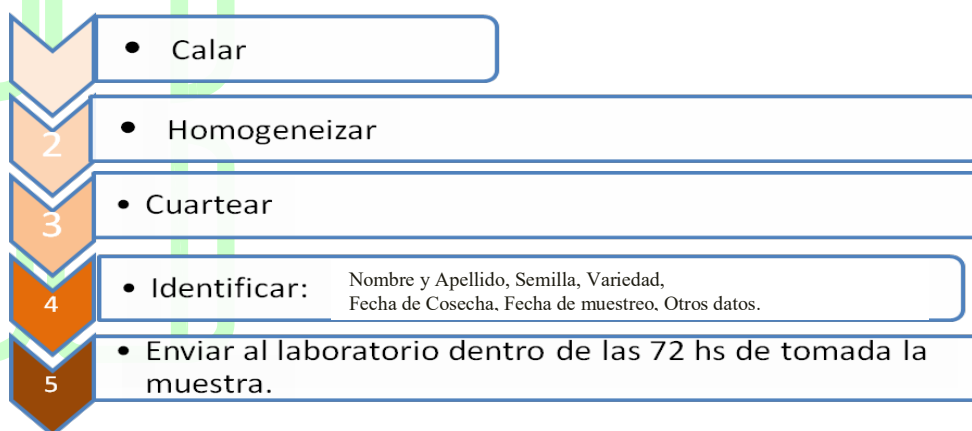 • Calar
2
• Homogeneizar
3
• Cuartear
4
• Identificar: Nombre y Apellido, Semilla, Variedad,
Fecha de Cosecha, Fecha de muestreo, Otros datos.
5
• Enviar al laboratorio dentro de las 72 hs de tomada la
muestra.